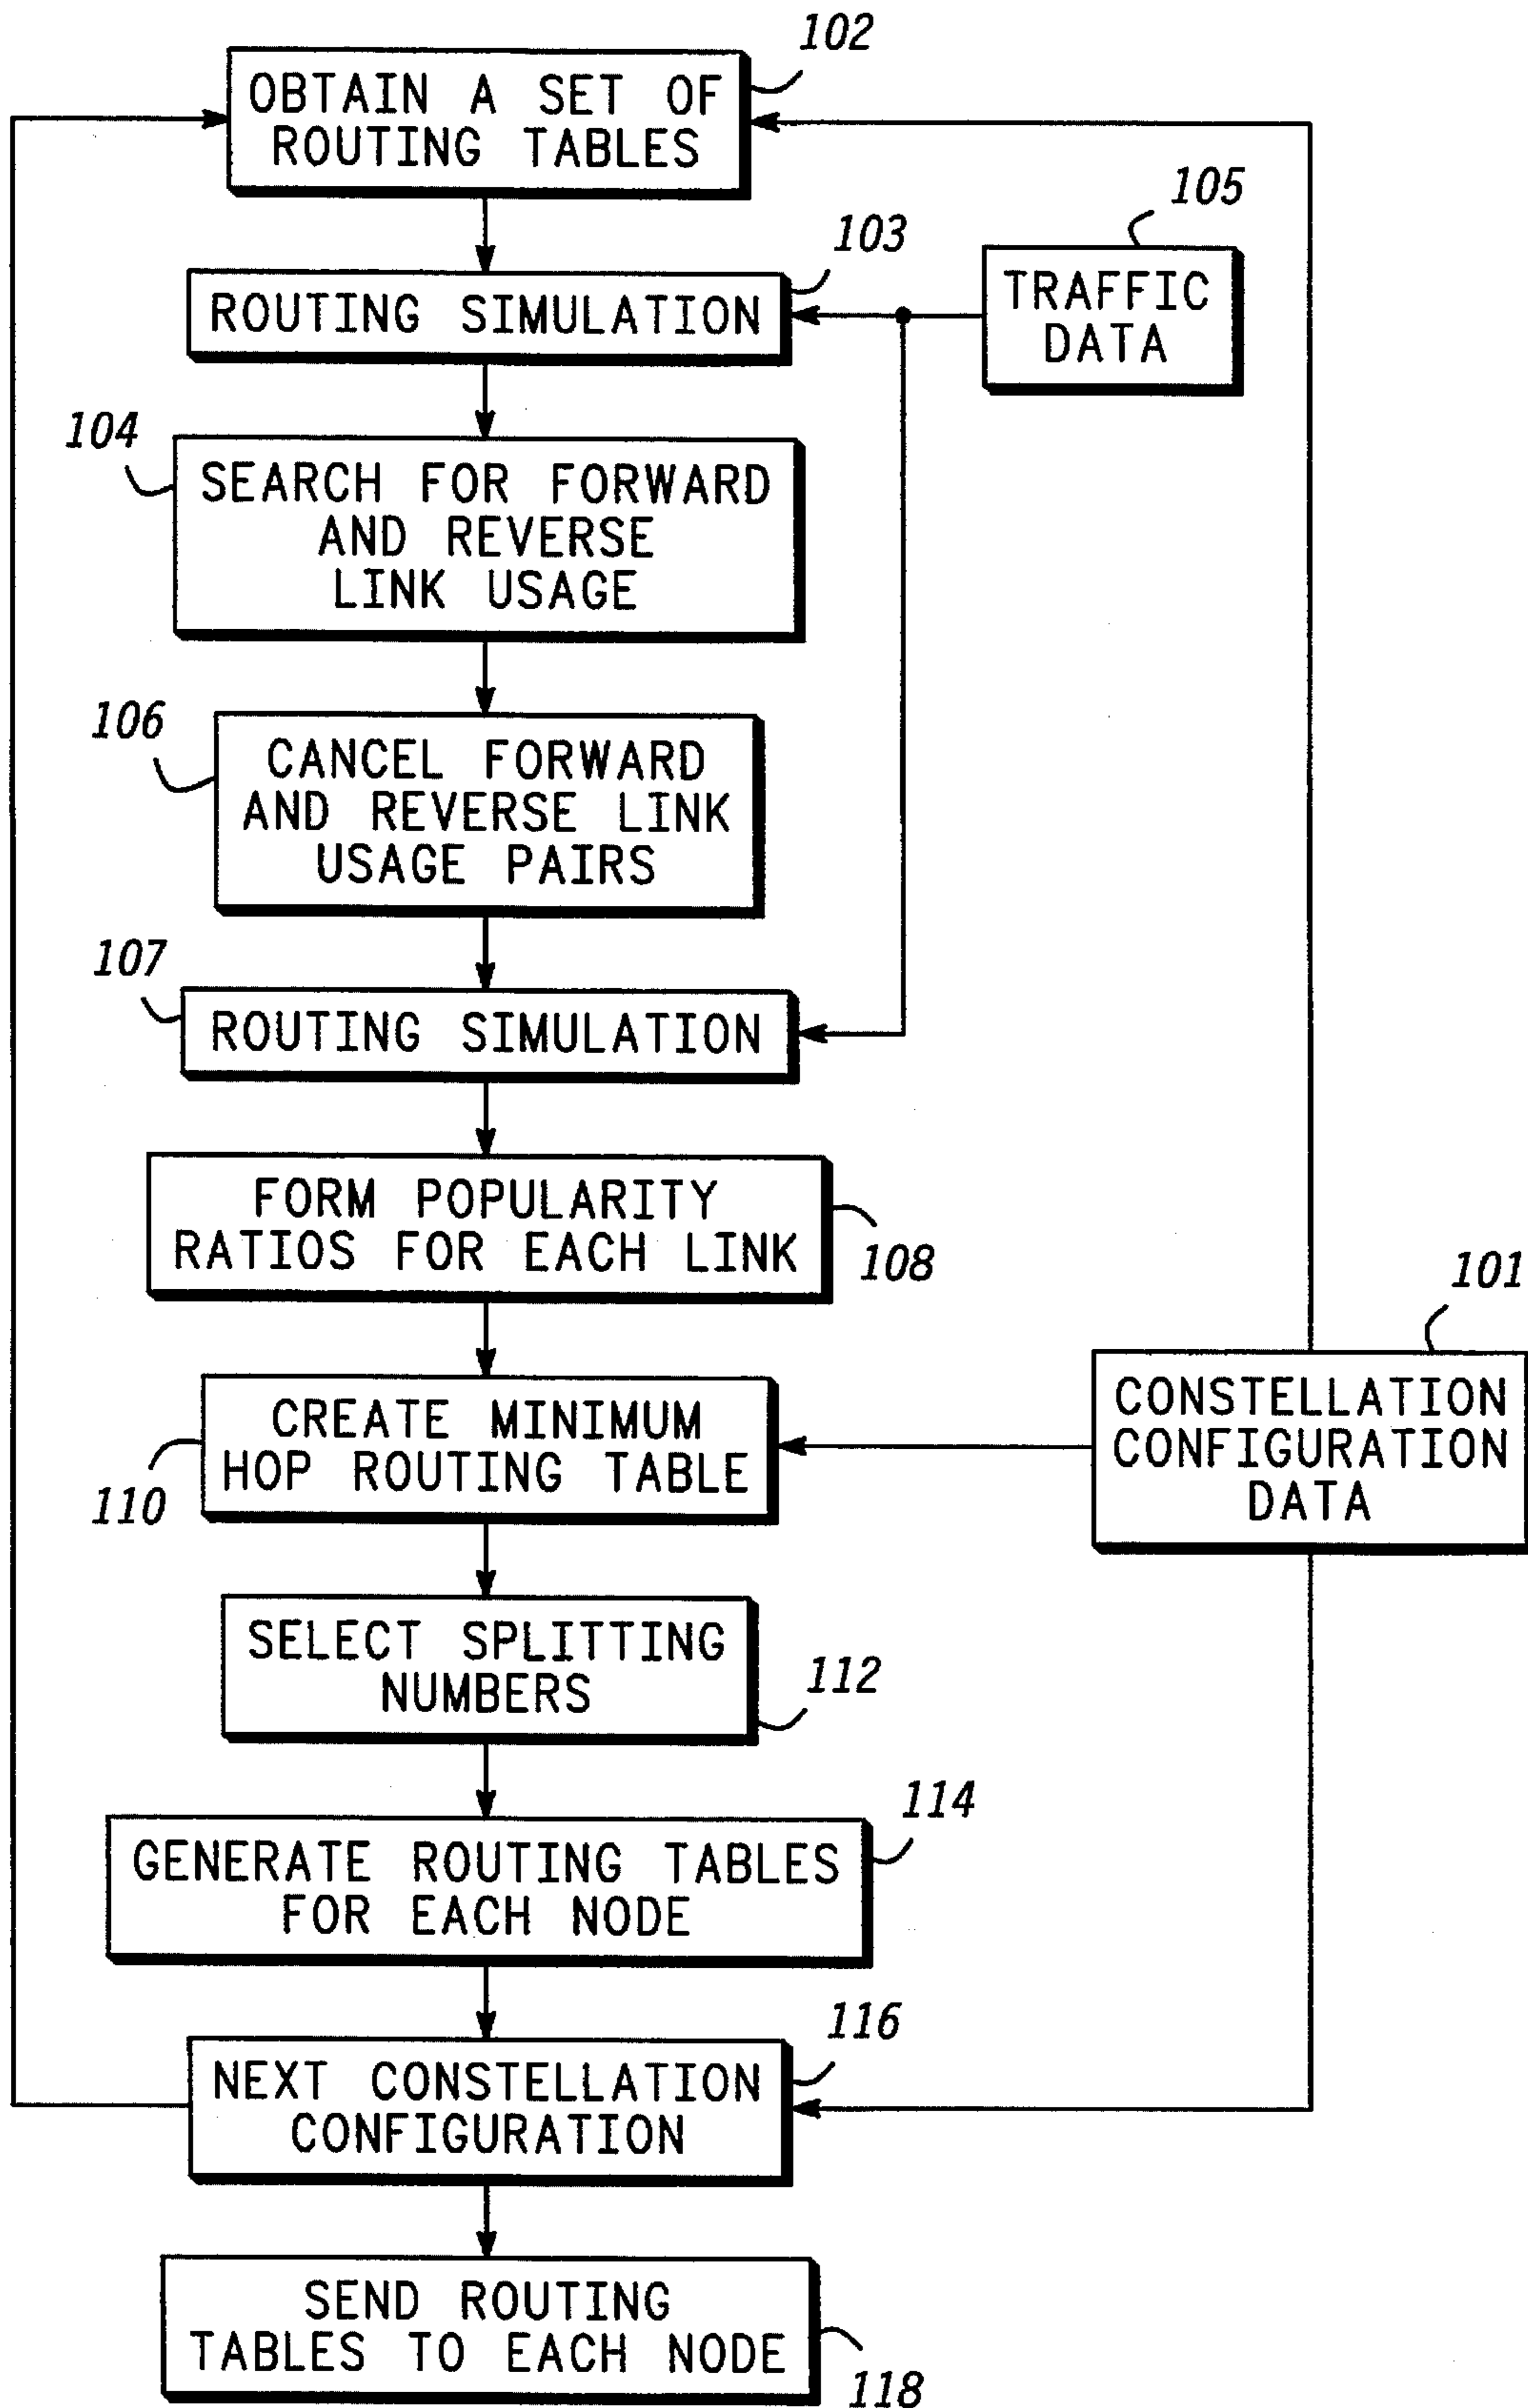 102
OBTAIN A SET OF
ROUTING TABLES
105
103
ROUTING SIMULATION
TRAFFIC
DATA
104
SEARCH FOR FORWARD
AND REVERSE
LINK USAGE
106
CANCEL FORWARD
AND REVERSE LINK
USAGE PAIRS
107
ROUTING SIMULATION
FORM POPULARITY
RATIOS FOR EACH LINK
108
101
CONSTELLATION
CONFIGURATION
DATA
CREATE MINIMUM
HOP ROUTING TABLE
110
SELECT SPLITTING
NUMBERS
112
114
GENERATE ROUTING TABLES
FOR EACH NODE
116
NEXT CONSTELLATION
CONFIGURATION
SEND ROUTING
TABLES TO EACH NODE
118